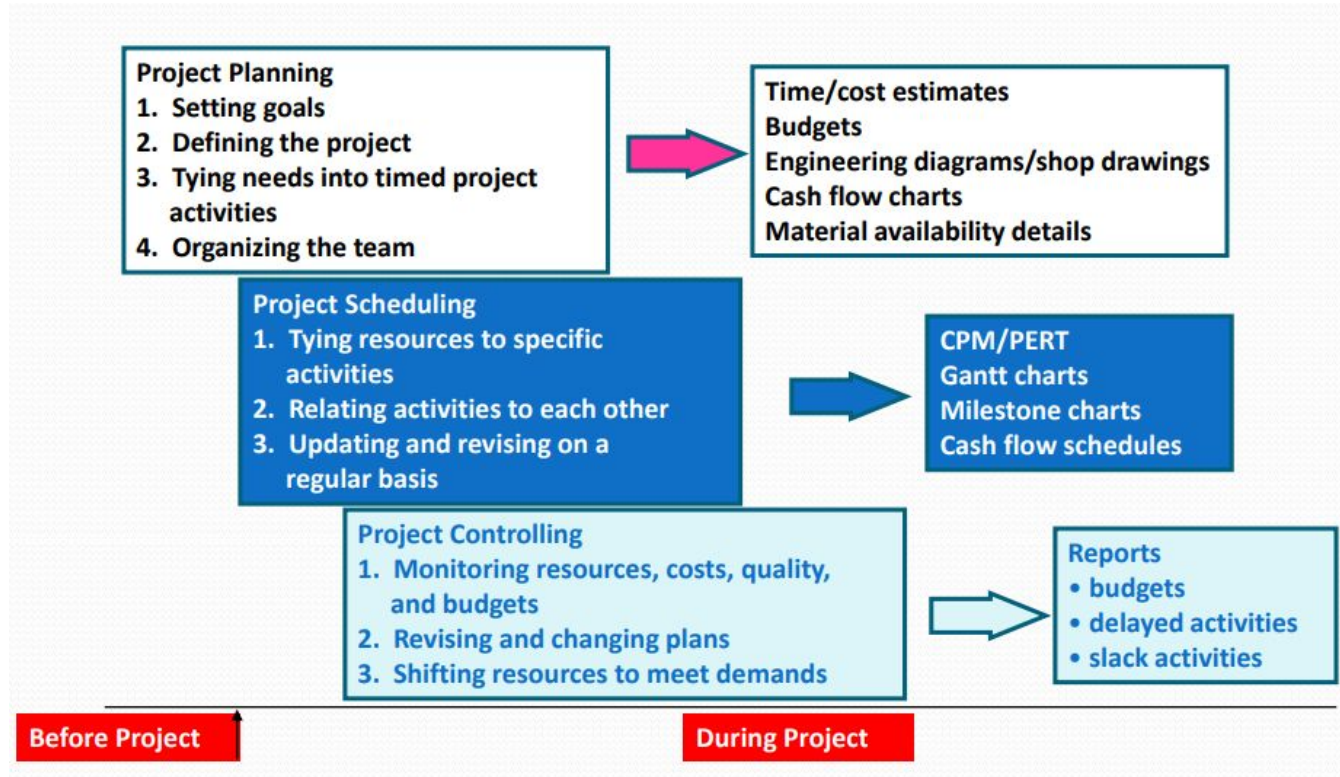 Project Planning
1. Setting goals
2. Defining the project
3. Tying needs into timed project
activities
4. Organizing the team
Time/cost estimates
Budgets
Engineering diagrams/shop drawings
Cash flow charts
Material availability details
Project Scheduling
1. Tying resources to specific
activities
2. Relating activities to each other
3. Updating and revising on a
regular basis
CPM/PERT
Gantt charts
Milestone charts
Cash flow schedules
Project Controlling
1. Monitoring resources, costs, quality,
and budgets
2. Revising and changing plans
3. Shifting resources to meet demands
Reports
• budgets
• delayed activities
• slack activities
Before Project
During Project